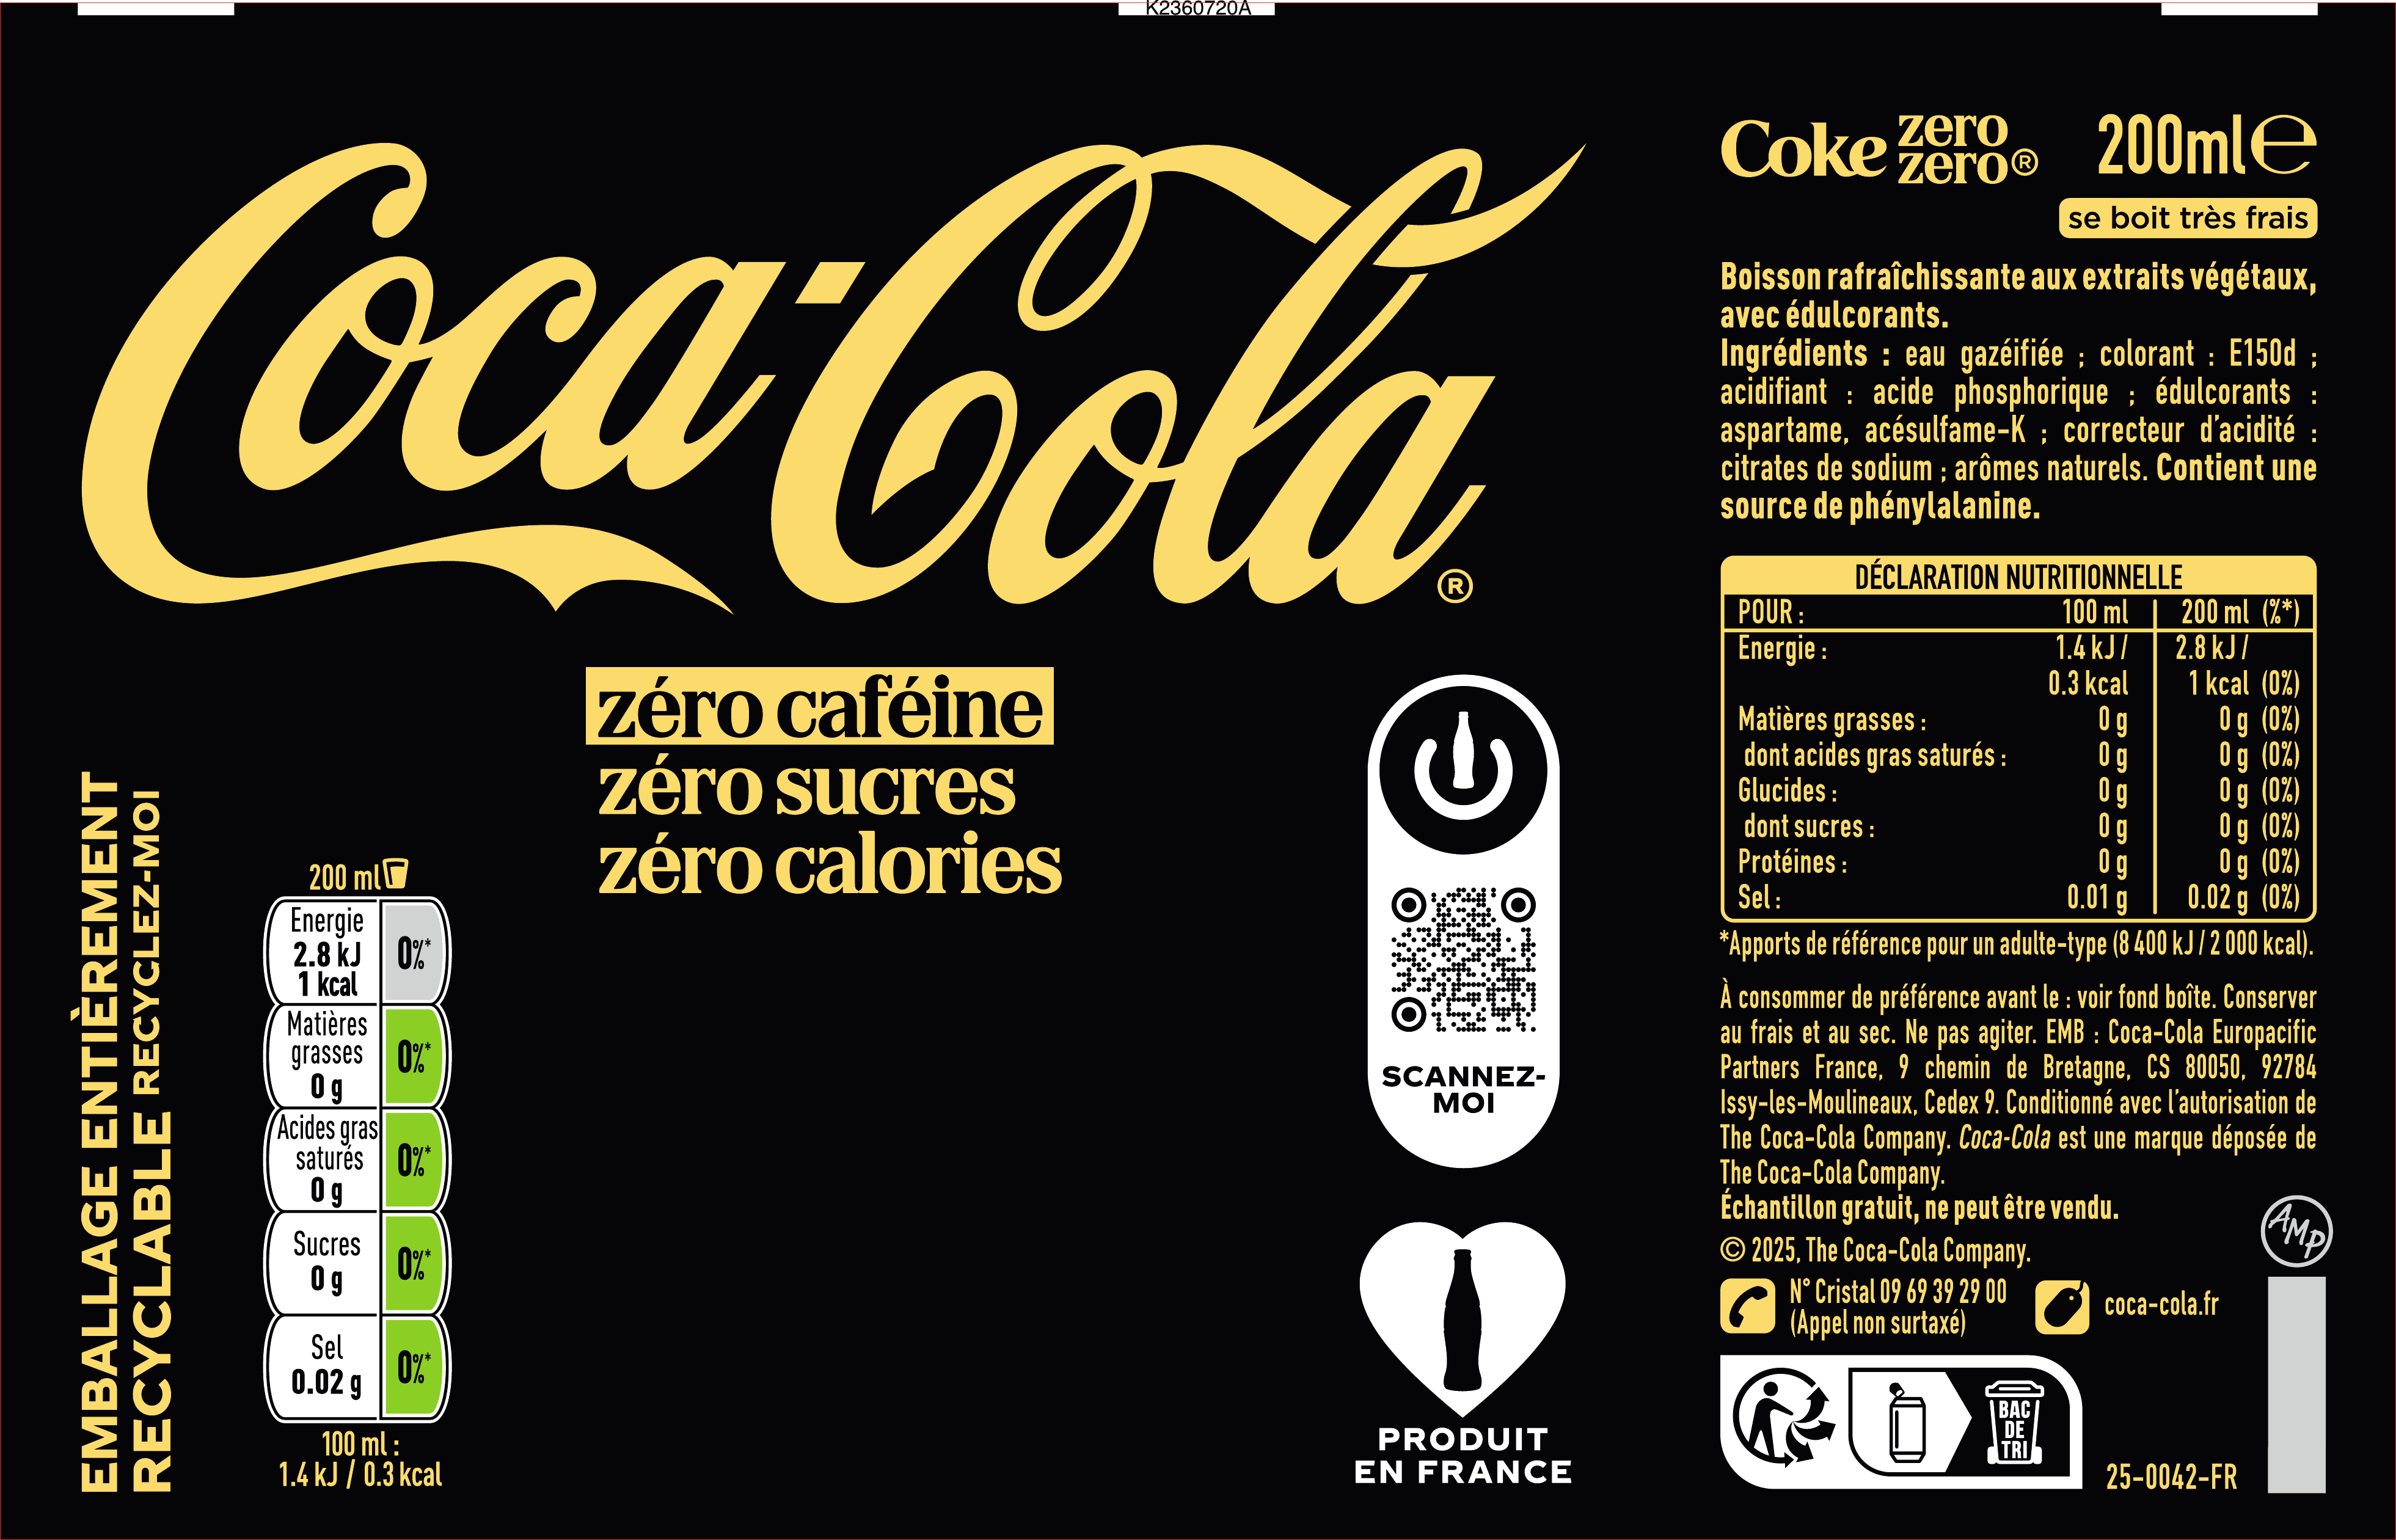 K2360720A
Coca-Cola®
zéro caféine
zéro sucres
zéro calories
EMBALLAGE ENTIÈREMENT
RECYCLABLE RECYCLEZ-MOI
200 ml
Energie
2.8 kJ
1 kcal
0%*
Matières
grasses
0 g
0%*
Acides gras
saturés
0 g
0%*
Sucres
0 g
0%*
Sel
0.02 g
0%*
100 ml :
1.4 kJ / 0.3 kcal
SCANNEZ-
MOI
PRODUIT
EN FRANCE
Coke zero zero® 200ml e
se boit très frais
Boisson rafraîchissante aux extraits végétaux,
avec édulcorants.
Ingrédients : eau gazéifiée ; colorant : E150d ;
acidifiant : acide phosphorique ; édulcorants :
aspartame, acésulfame-K ; correcteur d'acidité :
citrates de sodium ; arômes naturels. Contient une
source de phénylalanine.
DÉCLARATION NUTRITIONNELLE
POUR : 100 ml 200 ml (%*)
Energie : 1.4 kJ / 2.8 kJ /
0.3 kcal 1 kcal (0%)
Matières grasses : 0 g 0 g (0%)
dont acides gras saturés : 0 g 0 g (0%)
Glucides : 0 g 0 g (0%)
dont sucres : 0 g 0 g (0%)
Protéines : 0 g 0 g (0%)
Sel : 0.01 g 0.02 g (0%)
*Apports de référence pour un adulte-type (8 400 kJ / 2 000 kcal).
À consommer de préférence avant le : voir fond boîte. Conserver
au frais et au sec. Ne pas agiter. EMB : Coca-Cola Europacific
Partners France, 9 chemin de Bretagne, CS 80050, 92784
Issy-les-Moulineaux, Cedex 9. Conditionné avec l'autorisation de
The Coca-Cola Company. Coca-Cola est une marque déposée de
The Coca-Cola Company.
Échantillon gratuit, ne peut être vendu.
© 2025, The Coca-Cola Company.
N° Cristal 09 69 39 29 00
(Appel non surtaxé)
coca-cola.fr
AMP
BAC
DE
TRI
25-0042-FR